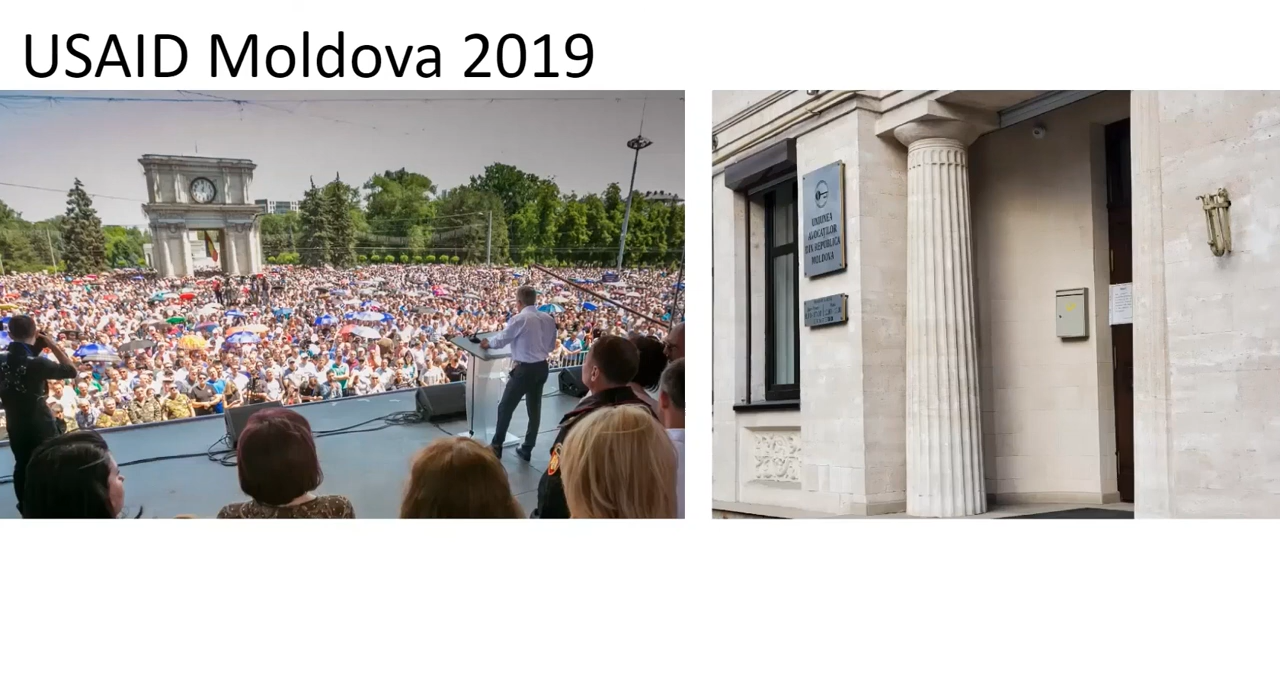 USAID Moldova 2019
UNIUNEA
AVOCAȚILOR
DIN REPUBLICA
MOLDOVA